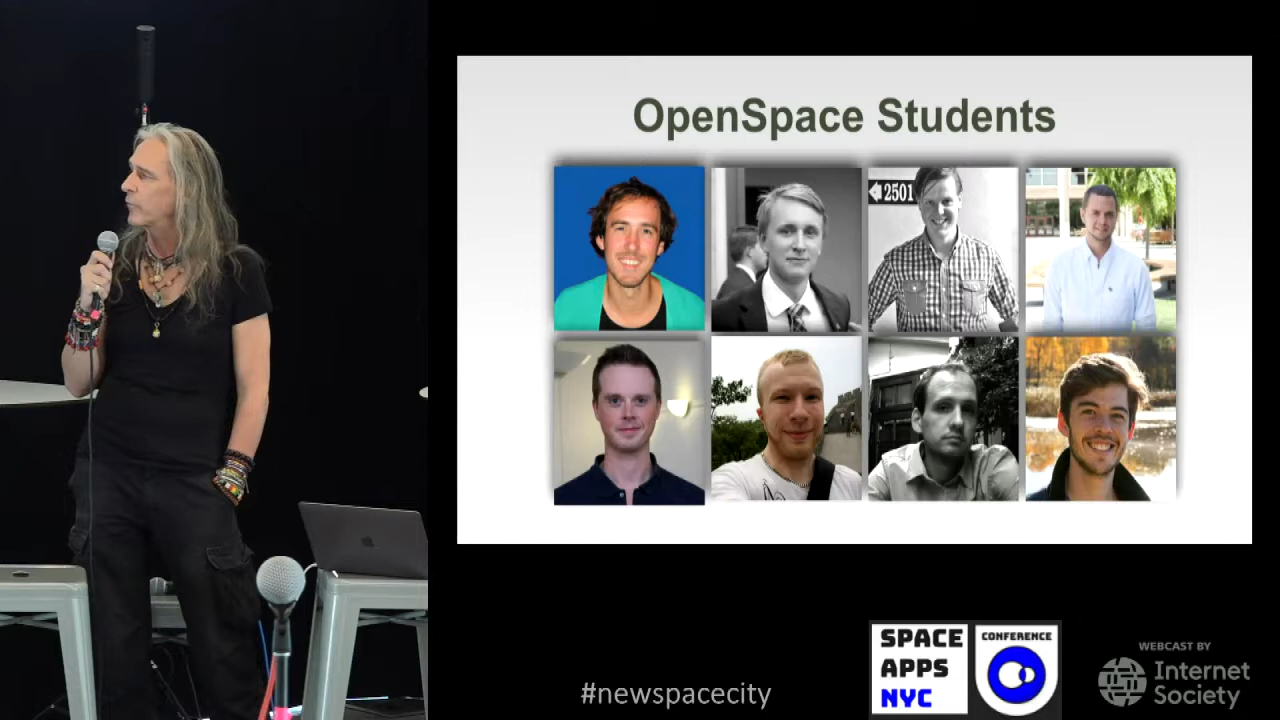 OpenSpace Students
2501
SPACE
APPS
NYC
CONFERENCE
WEBCAST BY
Internet
Society
#newspacecity